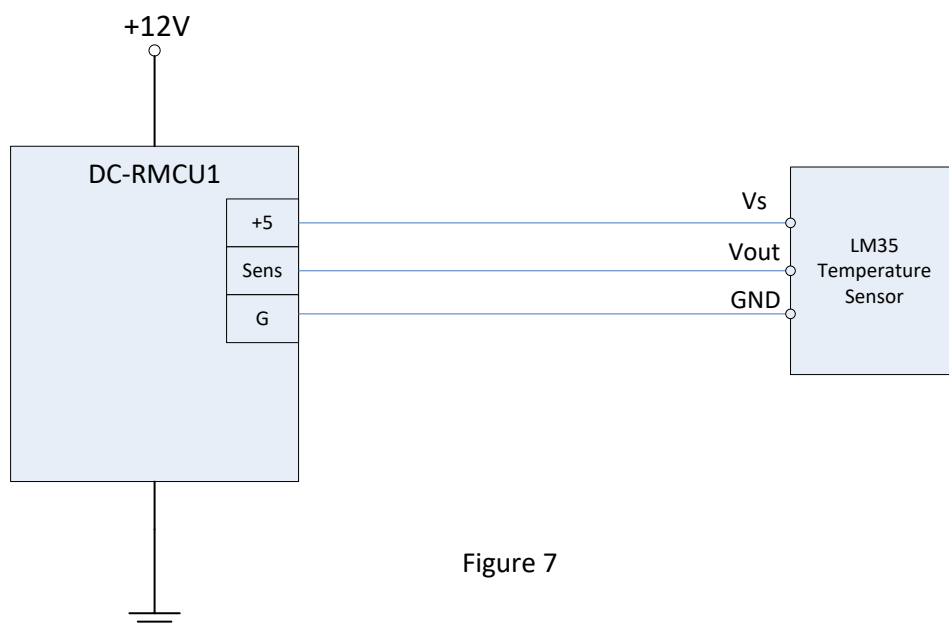 +12V
DC-RMCU1
+5
Sens
G
Vs
Vout
GND
LM35
Temperature
Sensor
Figure 7